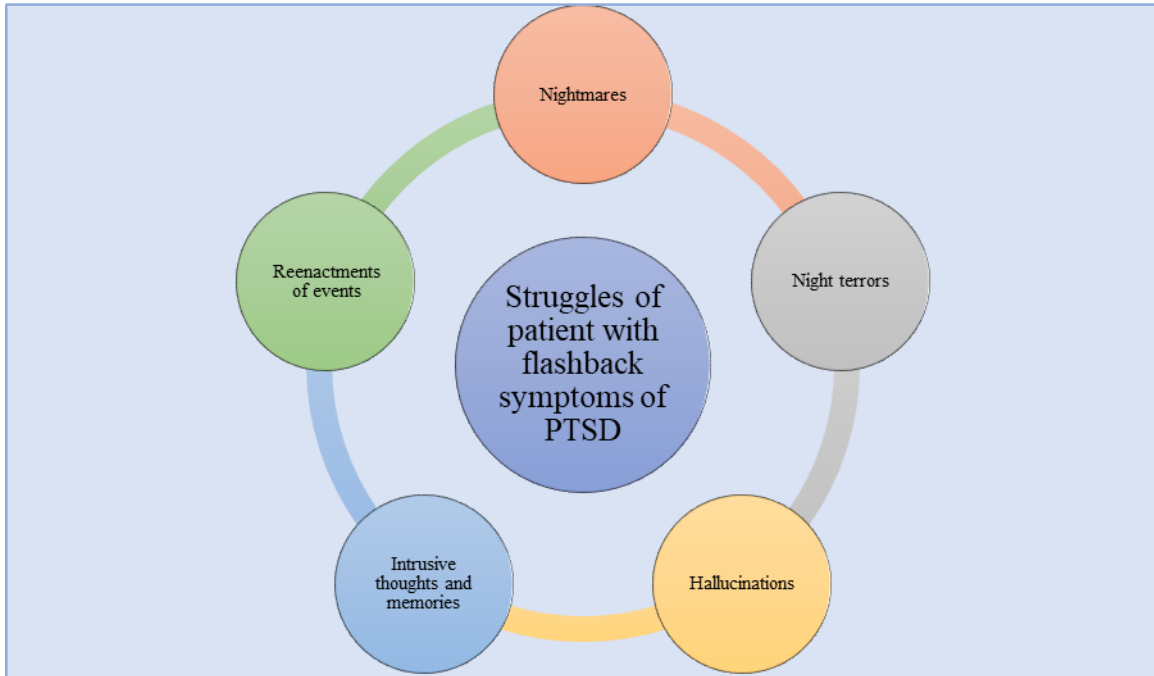 Nightmares
Night terrors
Hallucinations
Intrusive
thoughts and
memories
Reenactments
of events
Struggles of
patient with
flashback
symptoms of
PTSD